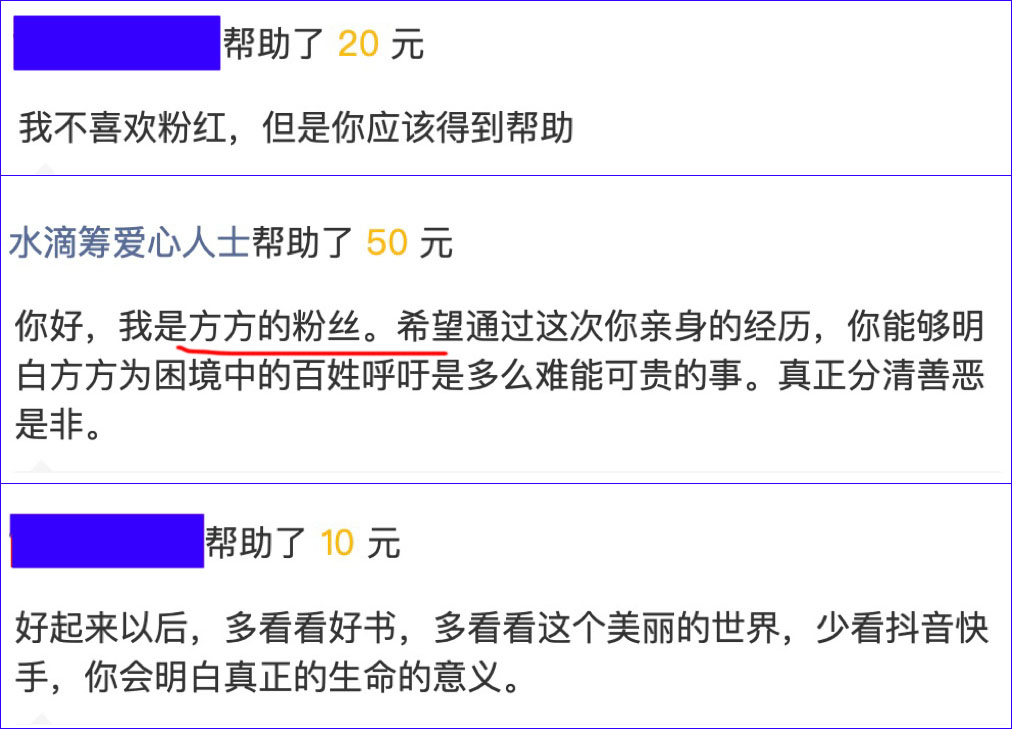 帮助了 20 元
我不喜欢粉红，但是你应该得到帮助
水滴筹爱心人士帮助了 50 元
你好，我是方方的粉丝。希望通过这次你亲身的经历，你能够明
白方方为困境中的百姓呼吁是多么难能可贵的事。真正分清善恶
是非。
帮助了 10 元
好起来以后，多看看好书，多看看这个美丽的世界，少看抖音快
手，你会明白真正的生命的意义。